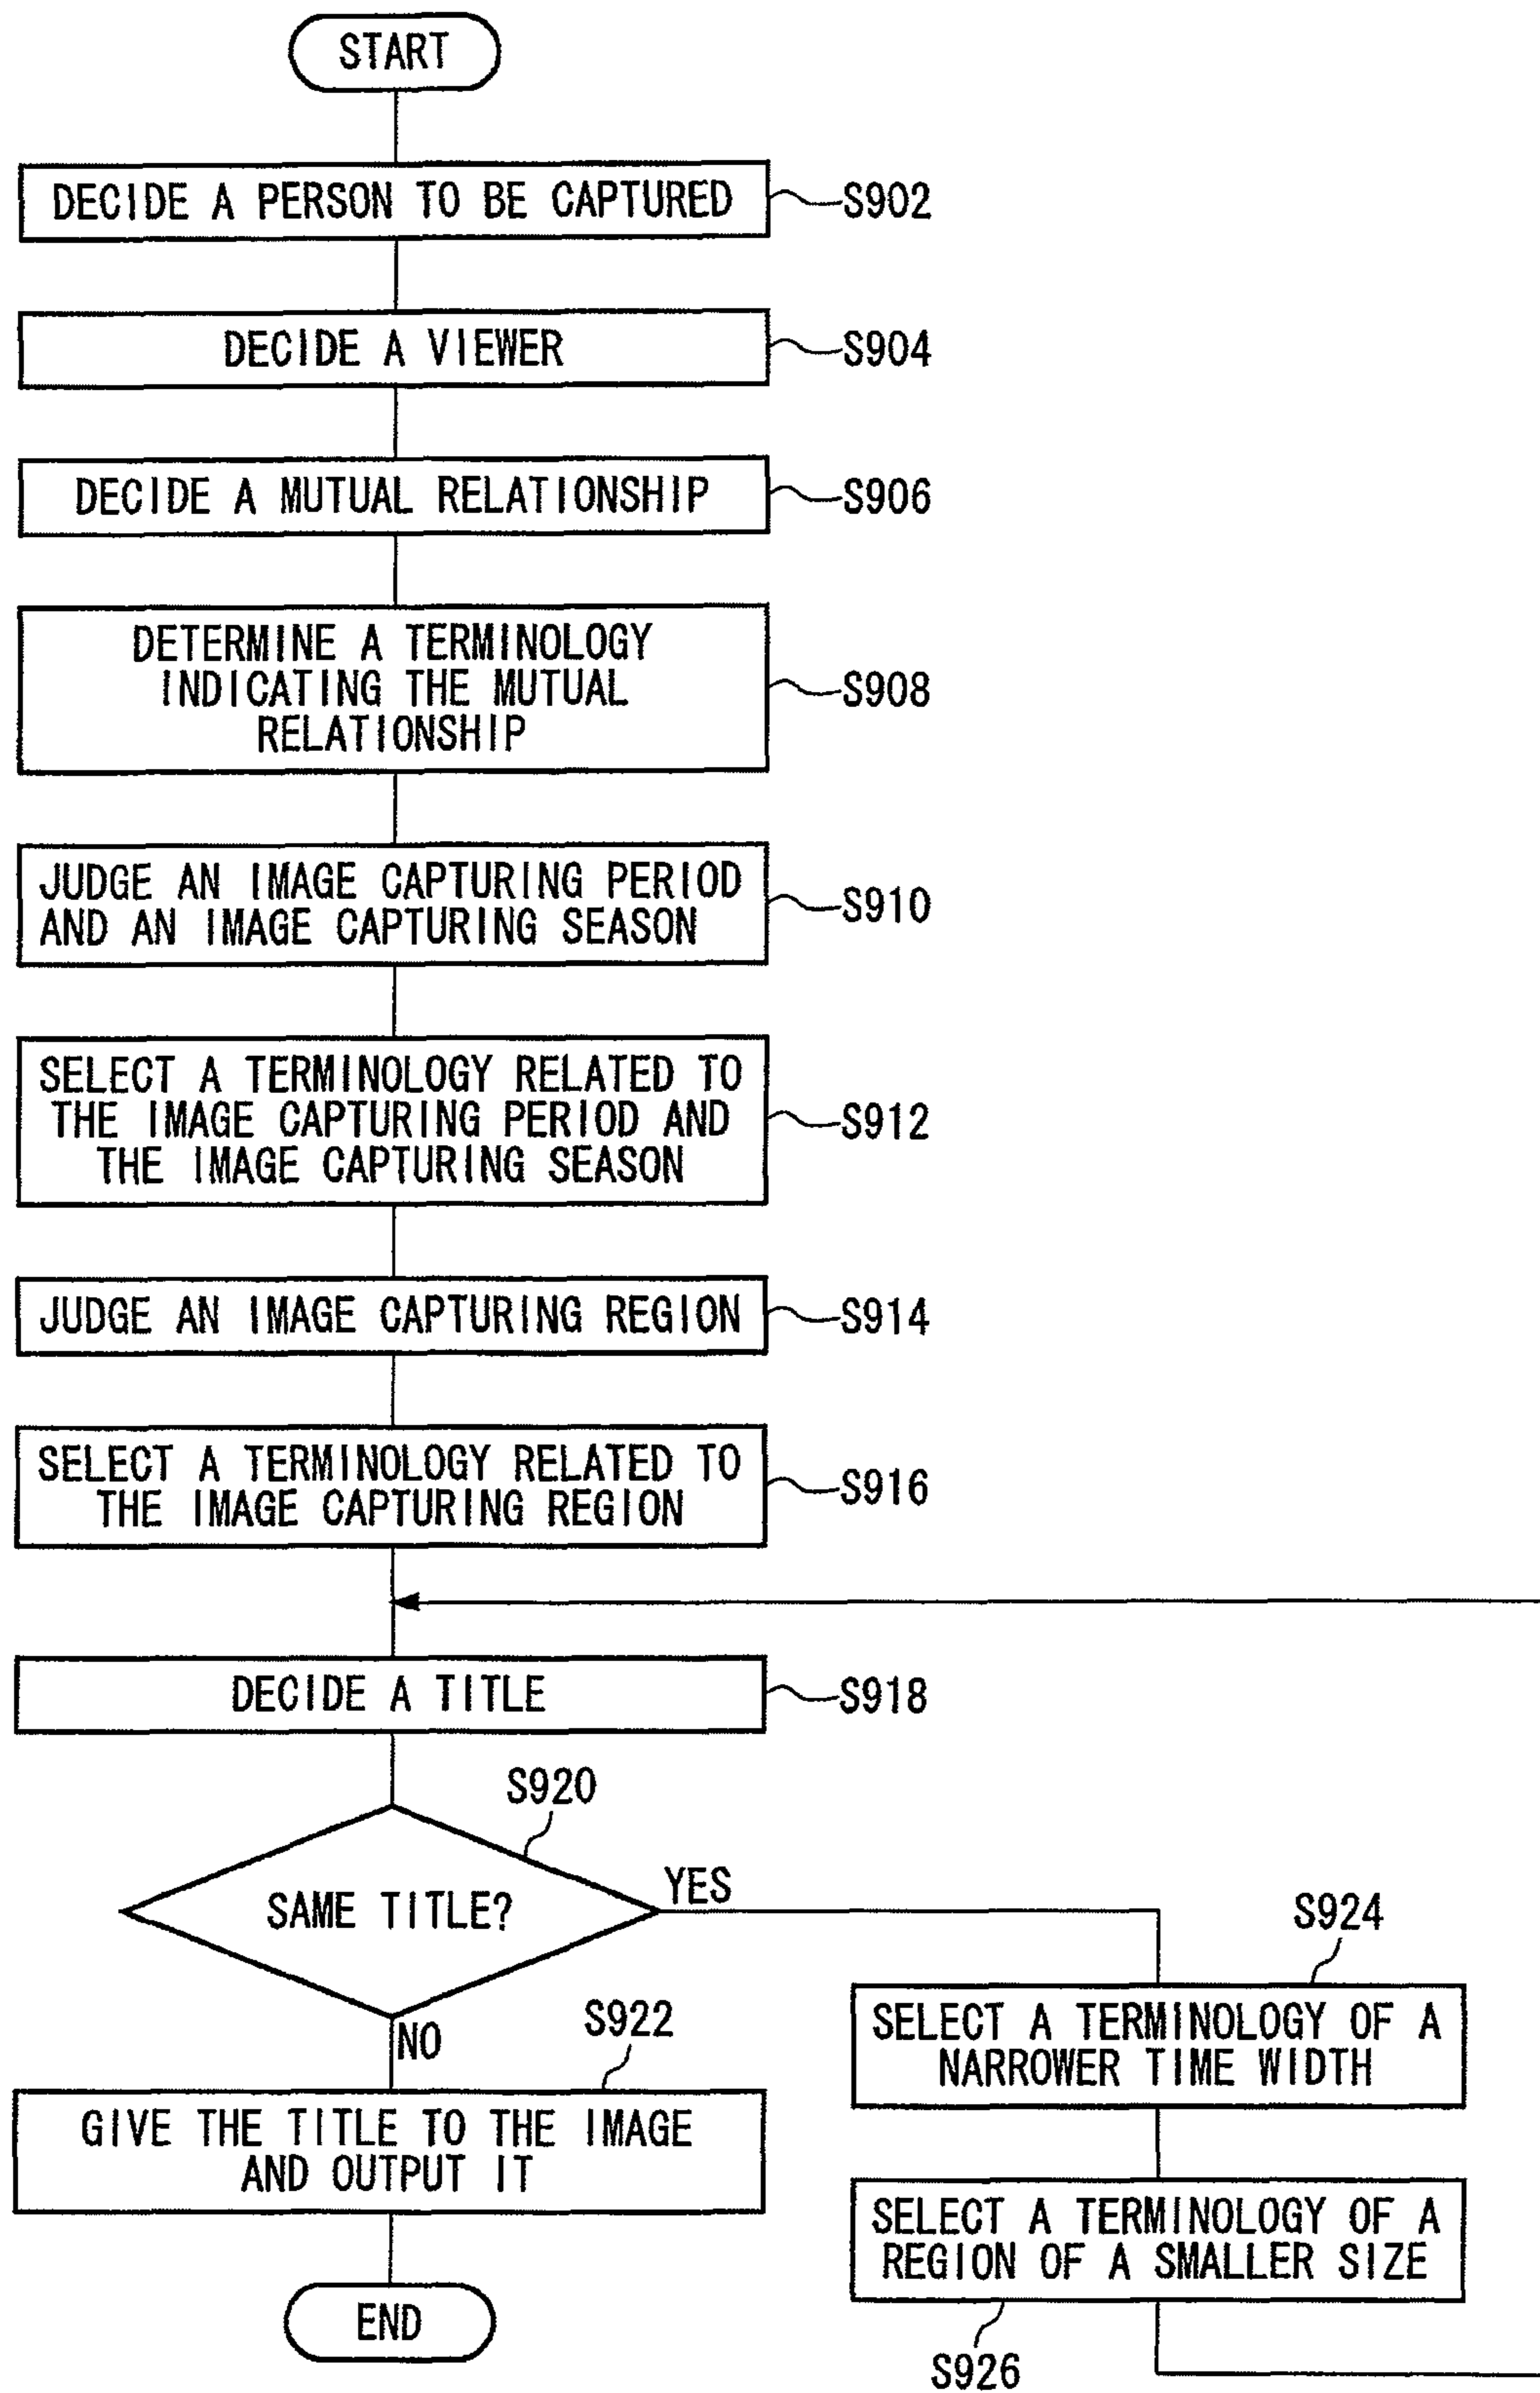 START
DECIDE A PERSON TO BE CAPTURED
S902
DECIDE A VIEWER
S904
DECIDE A MUTUAL RELATIONSHIP
S906
DETERMINE A TERMINOLOGY
INDICATING THE MUTUAL
RELATIONSHIP
S908
JUDGE AN IMAGE CAPTURING PERIOD
AND AN IMAGE CAPTURING SEASON
S910
SELECT A TERMINOLOGY RELATED TO
THE IMAGE CAPTURING PERIOD AND
THE IMAGE CAPTURING SEASON
S912
JUDGE AN IMAGE CAPTURING REGION
S914
SELECT A TERMINOLOGY RELATED TO
THE IMAGE CAPTURING REGION
S916
DECIDE A TITLE
S918
S920
SAME TITLE?
YES
NO
S922
GIVE THE TITLE TO THE IMAGE
AND OUTPUT IT
END
S924
SELECT A TERMINOLOGY OF A
NARROWER TIME WIDTH
SELECT A TERMINOLOGY OF A
REGION OF A SMALLER SIZE
S926